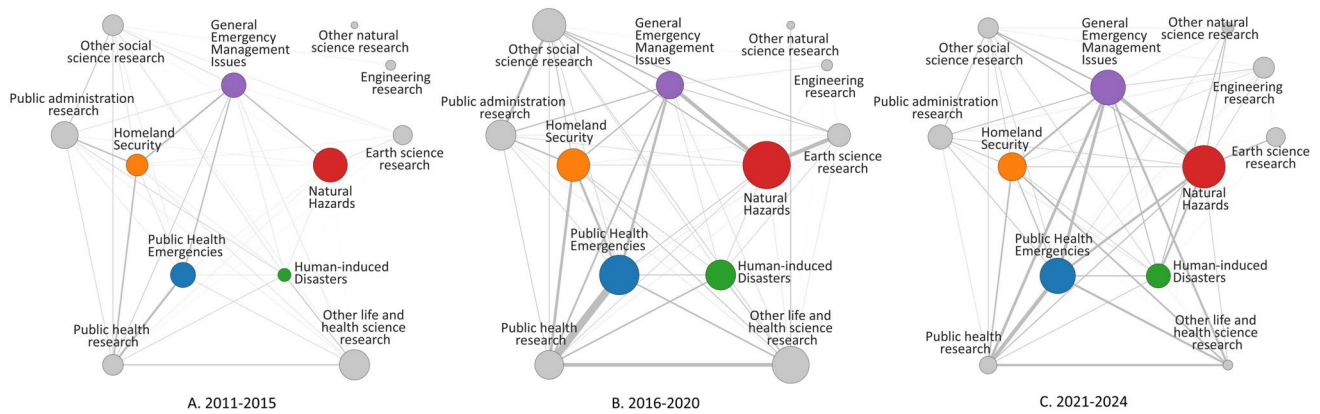 Other social
science research
General
Emergency
Management
Issues
Other natural
science research
Engineering
research
Public administration
research
Homeland
Security
Earth science
research
Natural
Hazards
Public Health
Emergencies
Human-induced
Disasters
Public health
research
Other life and
health science
research
A. 2011-2015
Other social
science research
General
Emergency
Management
Issues
Other natural
science research
Engineering
research
Public administration
research
Homeland
Security
Earth science
research
Natural
Hazards
Public Health
Emergencies
Human-induced
Disasters
Public health
research
Other life and
health science
research
B. 2016-2020
Other social
science research
General
Emergency
Management
Issues
Other natural
science research
Engineering
research
Public administration
research
Homeland
Security
Earth science
research
Natural
Hazards
Public Health
Emergencies
Human-induced
Disasters
Public health
research
Other life and
health science
research
C. 2021-2024